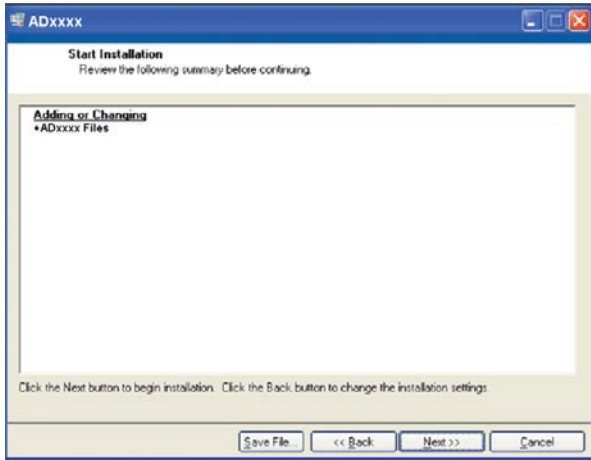 ADxxxx
Start Installation
Review the following summary before continuing.
Adding or Changing
•ADxxxx Files
Click the Next button to begin installation. Click the Back button to change the installation settings.
Save File... << Back Next >> Cancel